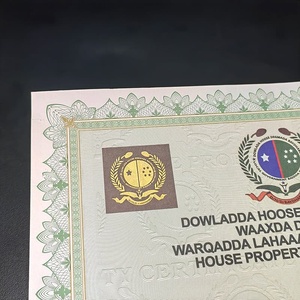 DOWLADDA HOOSE
WAAXDA D
WARQADDA LAHAA
HOUSE PROPERT